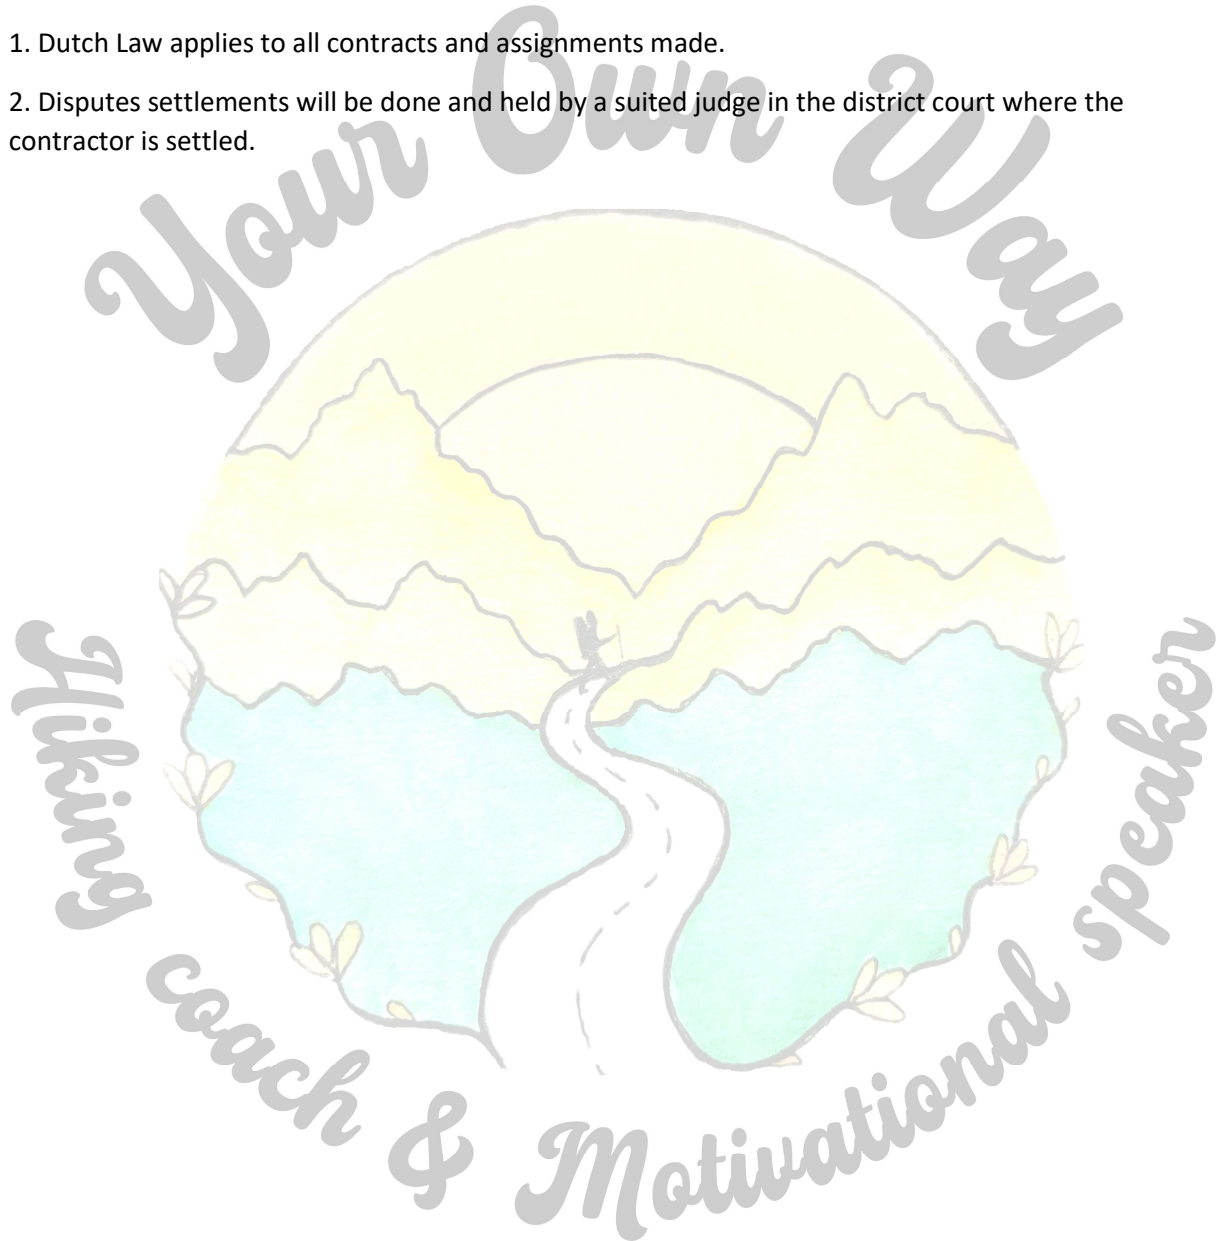 1. Dutch Law applies to all contracts and assignments made.
2. Disputes settlements will be done and held by a suited judge in the district court where the
contractor is settled.
Your Own Way
Hiking coach & Motivational speaker